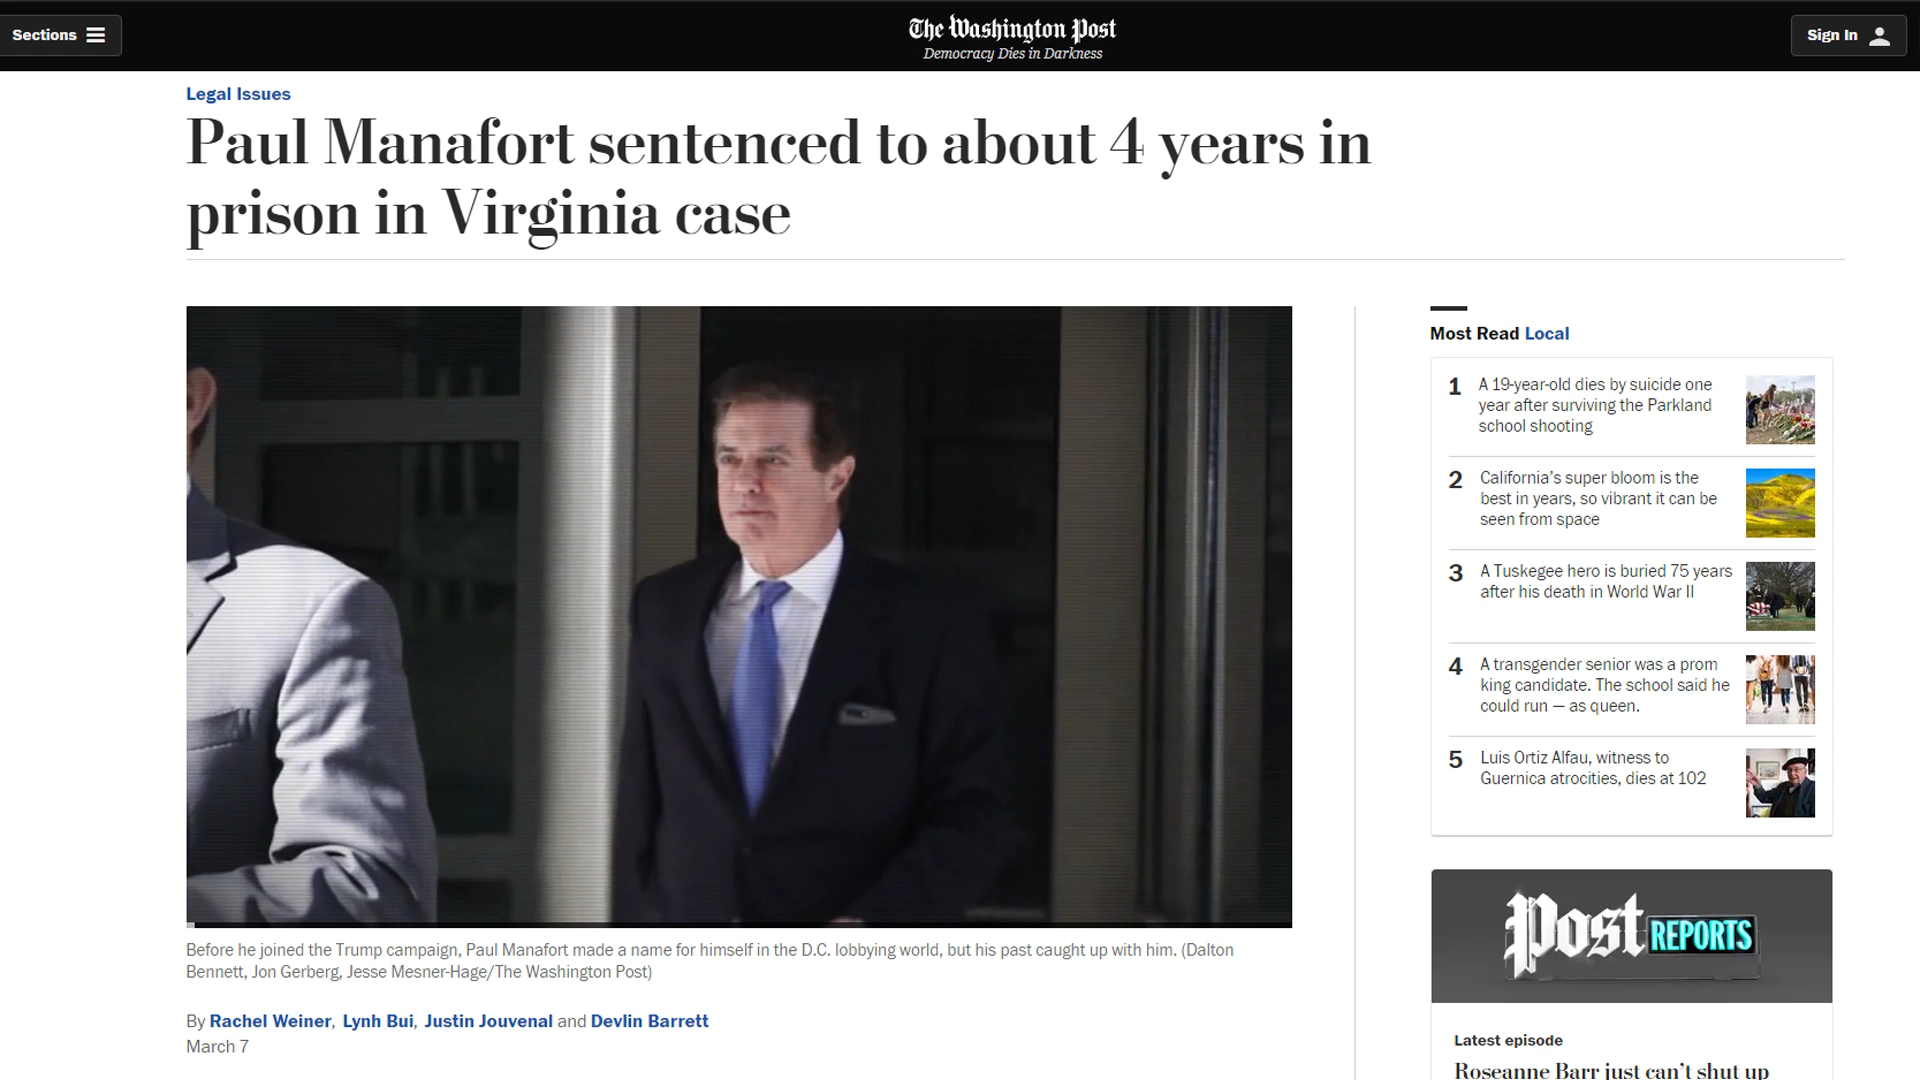 Sections
The Washington Post
Democracy Dies in Darkness
Sign In
Legal Issues
Paul Manafort sentenced to about 4 years in
prison in Virginia case
Before he joined the Trump campaign, Paul Manafort made a name for himself in the D.C. lobbying world, but his past caught up with him. (Dalton
Bennett, Jon Gerberg, Jesse Mesner-Hage/The Washington Post)
By Rachel Weiner, Lynh Bui, Justin Jouvenal and Devlin Barrett
March 7
Most Read Local
1 A 19-year-old dies by suicide one
year after surviving the Parkland
school shooting
2 California’s super bloom is the
best in years, so vibrant it can be
seen from space
3 A Tuskegee hero is buried 75 years
after his death in World War II
4 A transgender senior was a prom
king candidate. The school said he
could run — as queen.
5 Luis Ortiz Alfau, witness to
Guernica atrocities, dies at 102
Post REPORTS
Latest episode
Roseanne Barr just can’t shut up